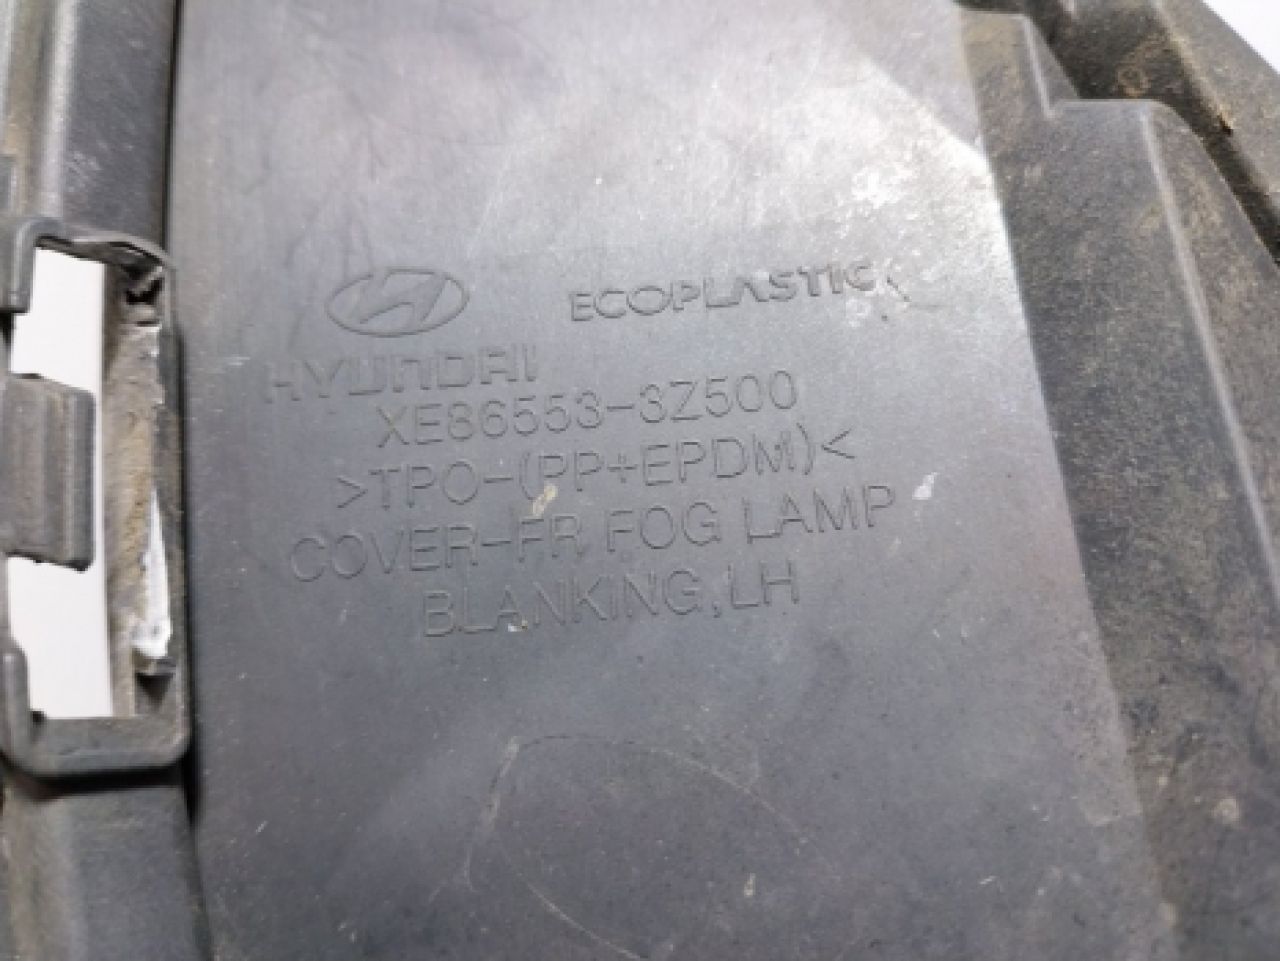 HYUNDAI ECOPLASTIC
XE86553-3Z500
>TPO-(PP+EPDM)<
COVER-FR FOG LAMP
BLANKING,LH